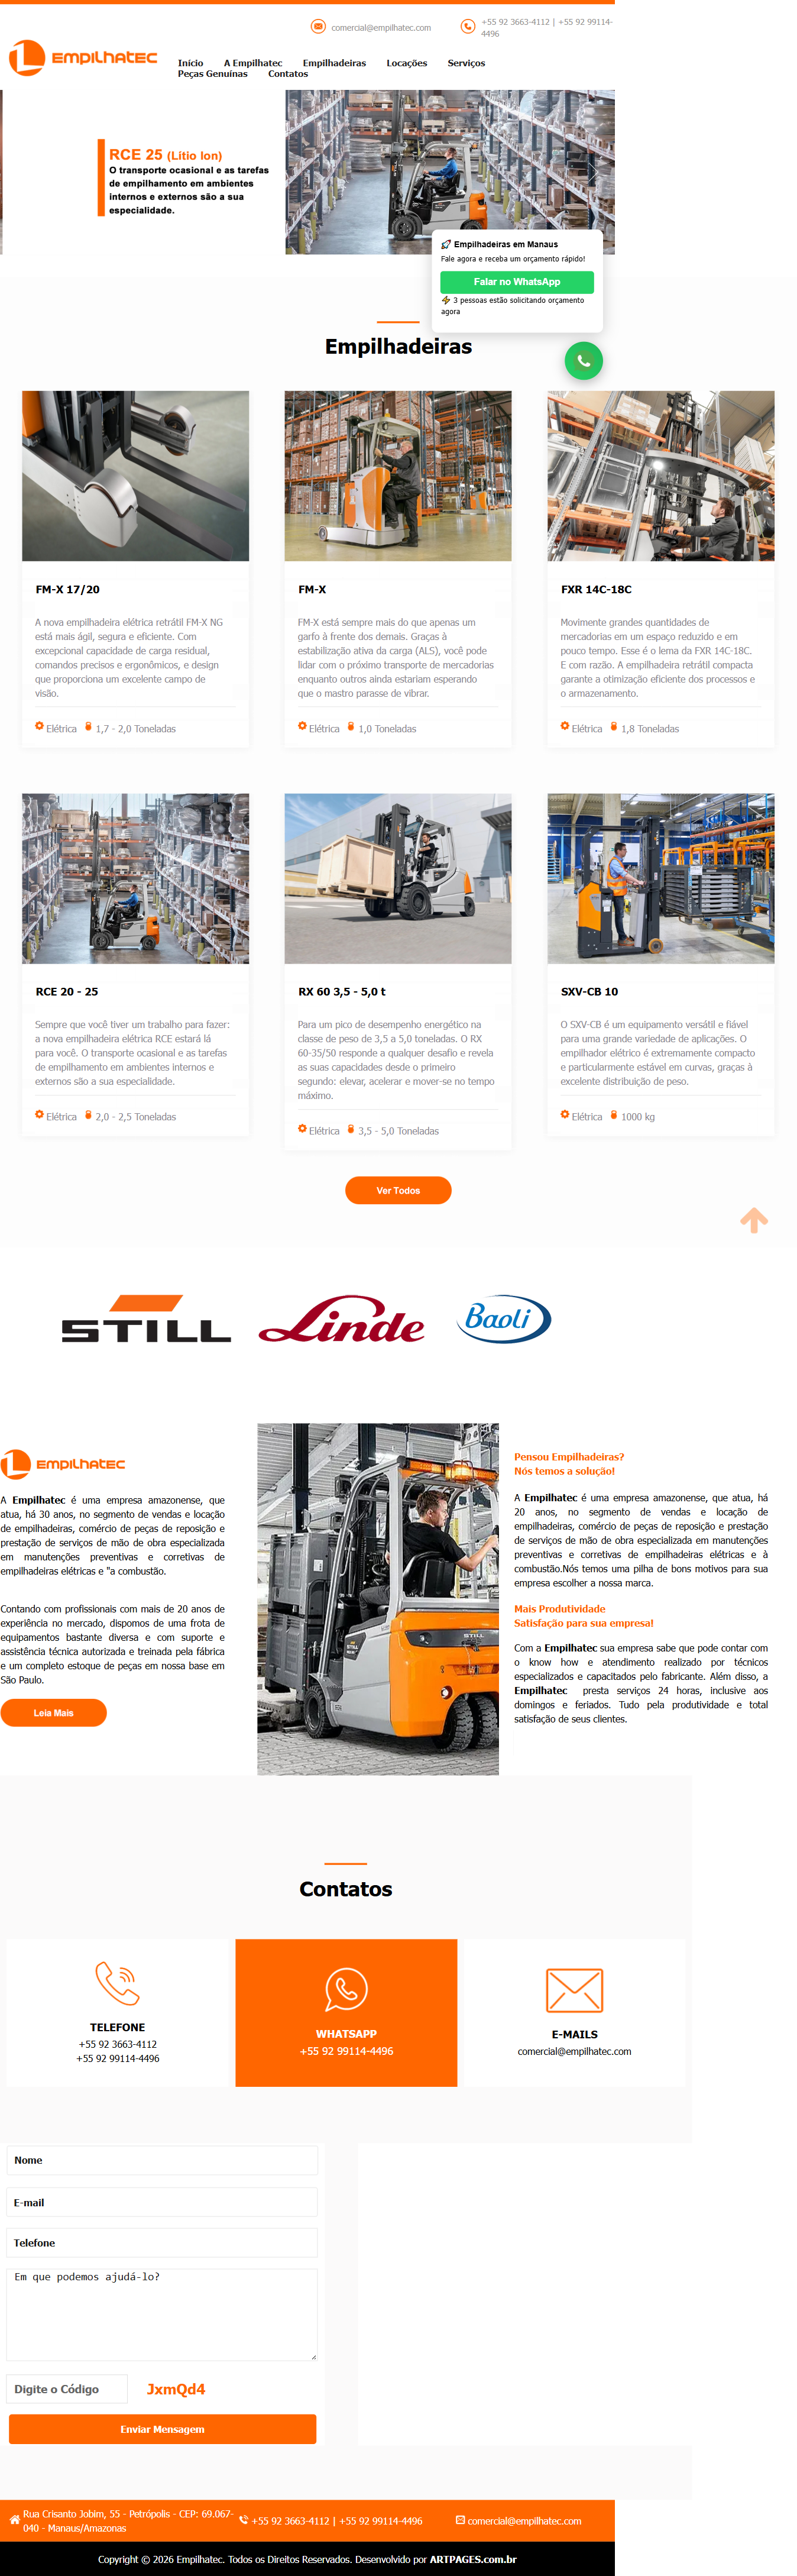 comercial@empilhatec.com
+55 92 3663-4112 | +55 92 99114-
4496
EMPILHATEC
Início A Empilhatec Empilhadeiras Locações Serviços
Peças Genuínas Contatos
RCE 25 (Lítio Ion)
O transporte ocasional e as tarefas
de empilhamento em ambientes
internos e externos são a sua
especialidade.
🚀 Empilhadeiras em Manaus
Fale agora e receba um orçamento rápido!
Falar no WhatsApp
⚡ 3 pessoas estão solicitando orçamento
agora
Empilhadeiras
FM-X 17/20
A nova empilhadeira elétrica retrátil FM-X NG
está mais ágil, segura e eficiente. Com
excepcional capacidade de carga residual,
comandos precisos e ergonômicos, e design
que proporciona um excelente campo de
visão.
Elétrica 1,7 - 2,0 Toneladas
FM-X
FM-X está sempre mais do que apenas um
garfo à frente dos demais. Graças à
estabilização ativa da carga (ALS), você pode
lidar com o próximo transporte de mercadorias
enquanto outros ainda estariam esperando
que o mastro parasse de vibrar.
Elétrica 1,0 Toneladas
FXR 14C-18C
Movimente grandes quantidades de
mercadorias em um espaço reduzido e em
pouco tempo. Esse é o lema da FXR 14C-18C.
E com razão. A empilhadeira retrátil compacta
garante a otimização eficiente dos processos e
o armazenamento.
Elétrica 1,8 Toneladas
RCE 20 - 25
Sempre que você tiver um trabalho para fazer:
a nova empilhadeira elétrica RCE estará lá
para você. O transporte ocasional e as tarefas
de empilhamento em ambientes internos e
externos são a sua especialidade.
Elétrica 2,0 - 2,5 Toneladas
RX 60 3,5 - 5,0 t
Para um pico de desempenho energético na
classe de peso de 3,5 a 5,0 toneladas. O RX
60-35/50 responde a qualquer desafio e revela
as suas capacidades desde o primeiro
segundo: elevar, acelerar e mover-se no tempo
máximo.
Elétrica 3,5 - 5,0 Toneladas
SXV-CB 10
O SXV-CB é um equipamento versátil e fiável
para uma grande variedade de aplicações. O
empilhador elétrico é extremamente compacto
e particularmente estável em curvas, graças à
excelente distribuição de peso.
Elétrica 1000 kg
Ver Todos
STILL
Linde
Baoli
EMPILHATEC
A Empilhatec é uma empresa amazonense, que
atua, há 30 anos, no segmento de vendas e locação
de empilhadeiras, comércio de peças de reposição e
prestação de serviços de mão de obra especializada
em manutenções preventivas e corretivas de
empilhadeiras elétricas e "a combustão.
Contando com profissionais com mais de 20 anos de
experiência no mercado, dispomos de uma frota de
equipamentos bastante diversa e com suporte e
assistência técnica autorizada e treinada pela fábrica
e um completo estoque de peças em nossa base em
São Paulo.
Leia Mais
STILL
STILL
Pensou Empilhadeiras?
Nós temos a solução!
A Empilhatec é uma empresa amazonense, que atua, há
20 anos, no segmento de vendas e locação de
empilhadeiras, comércio de peças de reposição e prestação
de serviços de mão de obra especializada em manutenções
preventivas e corretivas de empilhadeiras elétricas e à
combustão.Nós temos uma pilha de bons motivos para sua
empresa escolher a nossa marca.
Mais Produtividade
Satisfação para sua empresa!
Com a Empilhatec sua empresa sabe que pode contar com
o know how e atendimento realizado por técnicos
especializados e capacitados pelo fabricante. Além disso, a
Empilhatec presta serviços 24 horas, inclusive aos
domingos e feriados. Tudo pela produtividade e total
satisfação de seus clientes.
Contatos
TELEFONE
+55 92 3663-4112
+55 92 99114-4496
WHATSAPP
+55 92 99114-4496
E-MAILS
comercial@empilhatec.com
Nome
E-mail
Telefone
Em que podemos ajudá-lo?
Digite o Código JxmQd4
Enviar Mensagem
Rua Crisanto Jobim, 55 - Petrópolis - CEP: 69.067-
040 - Manaus/Amazonas
+55 92 3663-4112 | +55 92 99114-4496
comercial@empilhatec.com
Copyright © 2026 Empilhatec. Todos os Direitos Reservados. Desenvolvido por ARTPAGES.com.br